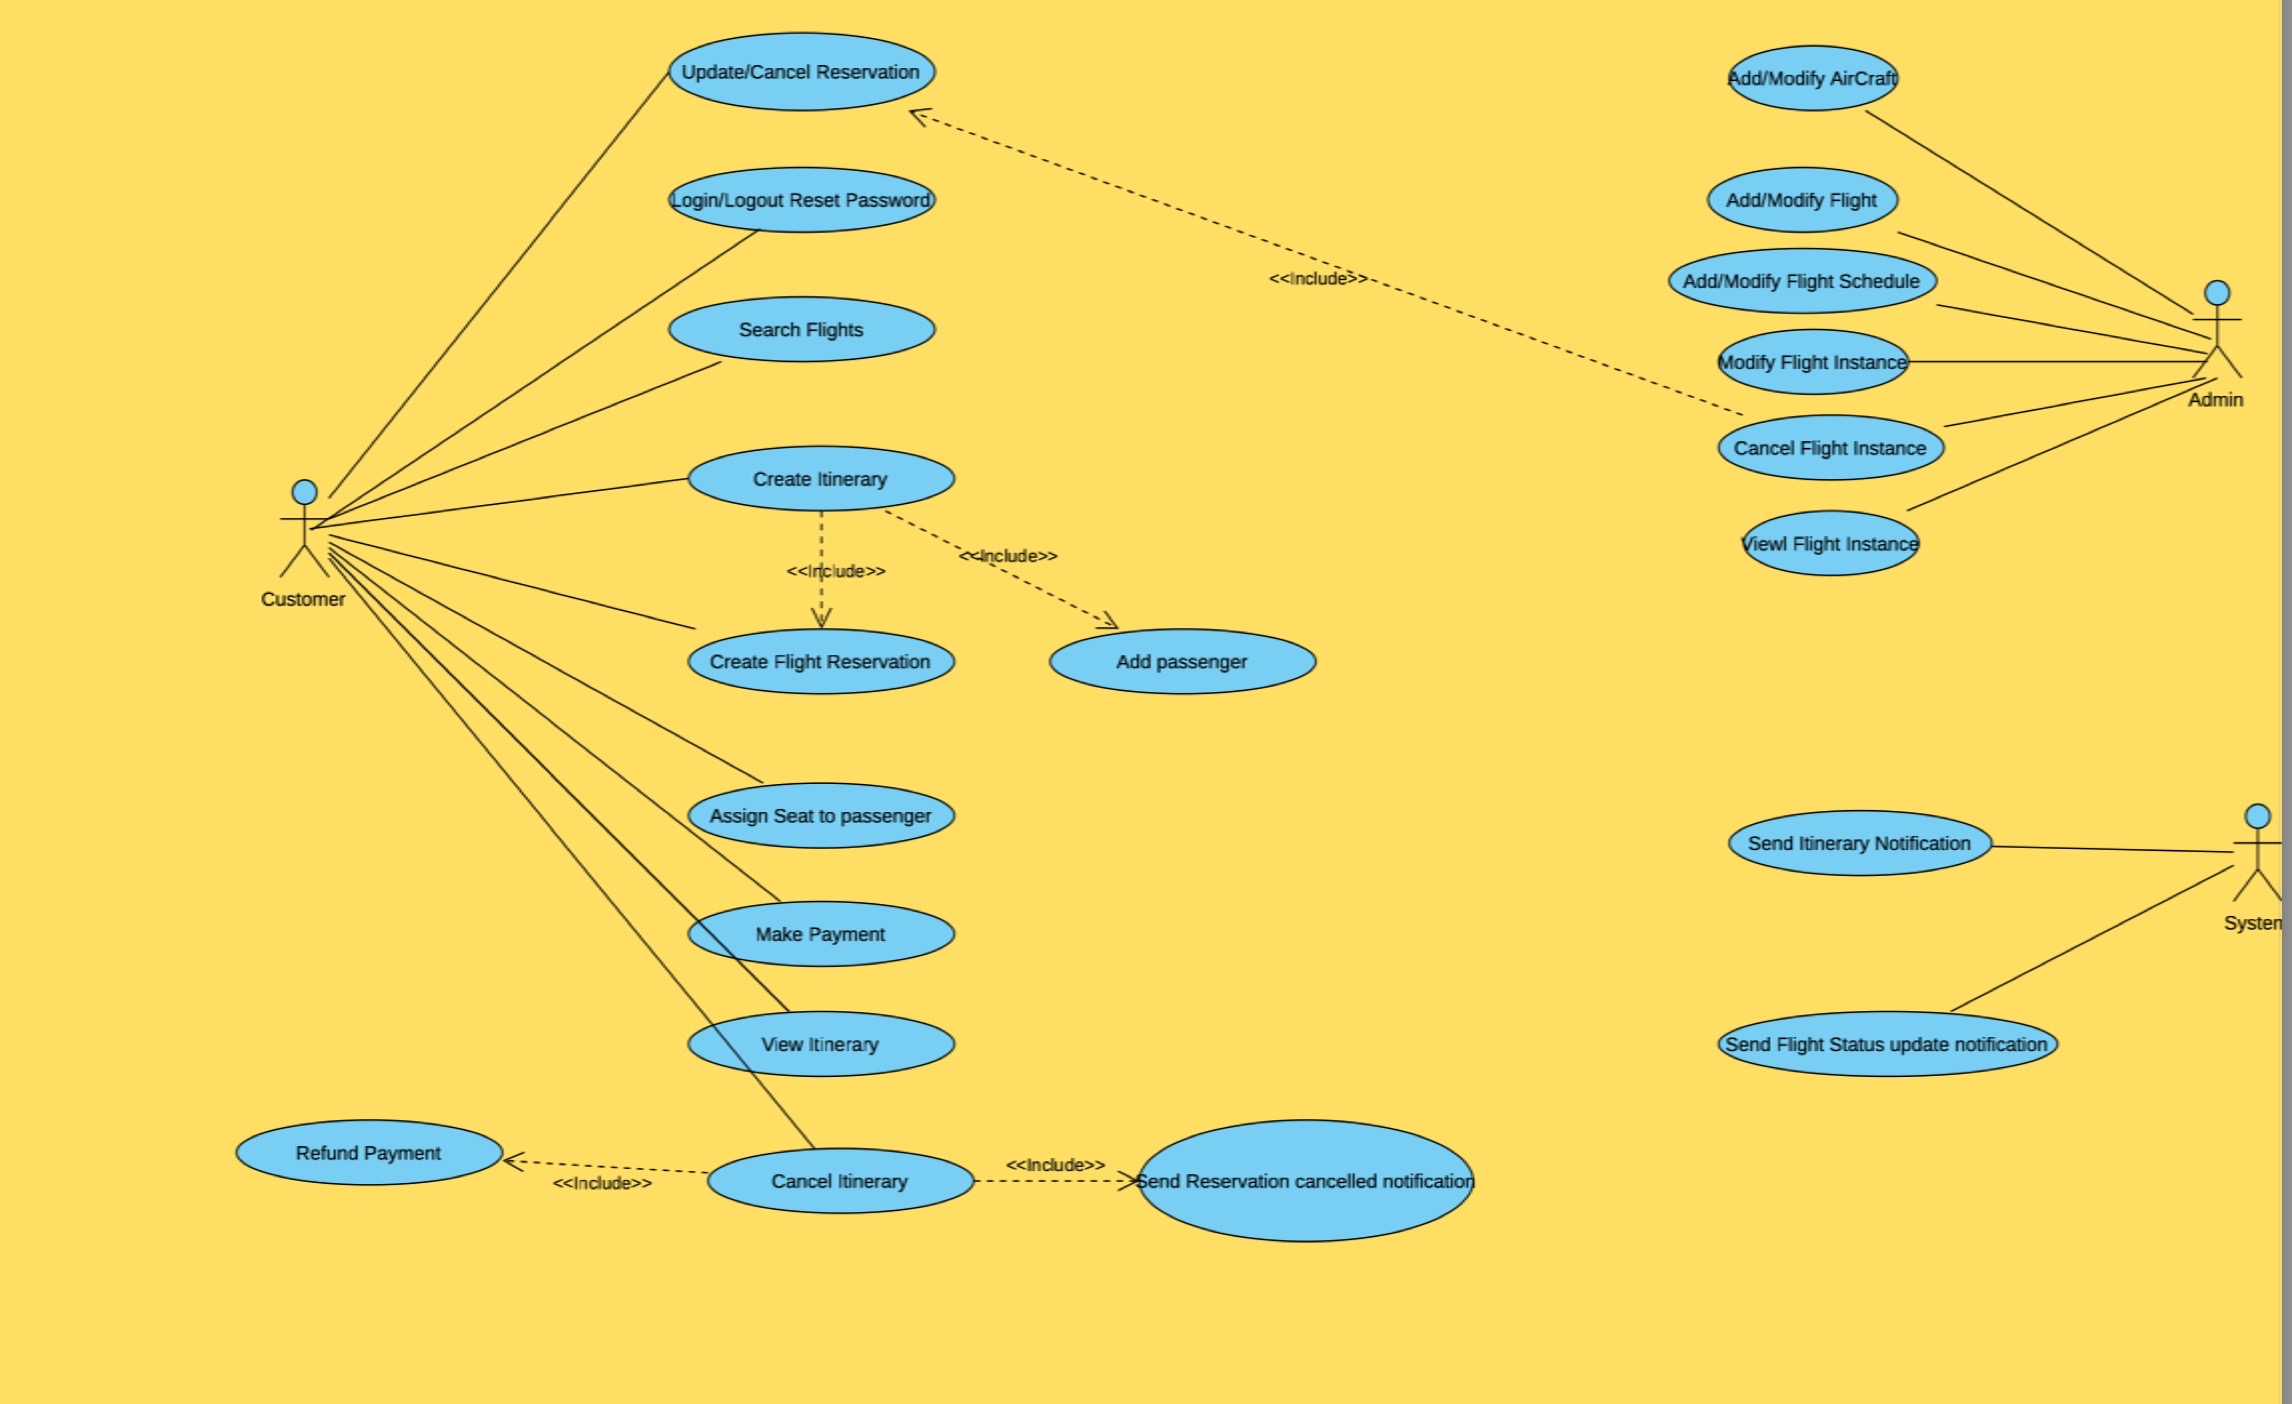 Update/Cancel Reservation
Add/Modify AirCraft
Login/Logout Reset Password
Add/Modify Flight
<<Include>>
Add/Modify Flight Schedule
Search Flights
Modify Flight Instance
Admin
Cancel Flight Instance
Create Itinerary
Viewl Flight Instance
<<Include>>
<<Include>>
Customer
Create Flight Reservation
Add passenger
Assign Seat to passenger
Send Itinerary Notification
System
Make Payment
View Itinerary
Send Flight Status update notification
Refund Payment
<<Include>>
Cancel Itinerary
<<Include>>
Send Reservation cancelled notification